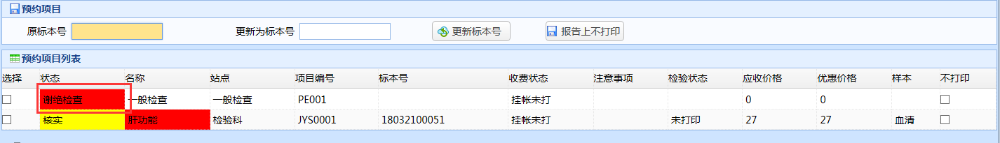 预约项目
原标本号 更新为标本号 更新标本号 报告上不打印
预约项目列表
选择 状态 名称 站点 项目编号 标本号 收费状态 注意事项 检验状态 应收价格 优惠价格 样本 不打印
谢绝检查 一般检查 一般检查 PE001 挂帐未打 0 0
核实 肝功能 检验科 JYS0001 18032100051 挂帐未打 未打印 27 27 血清